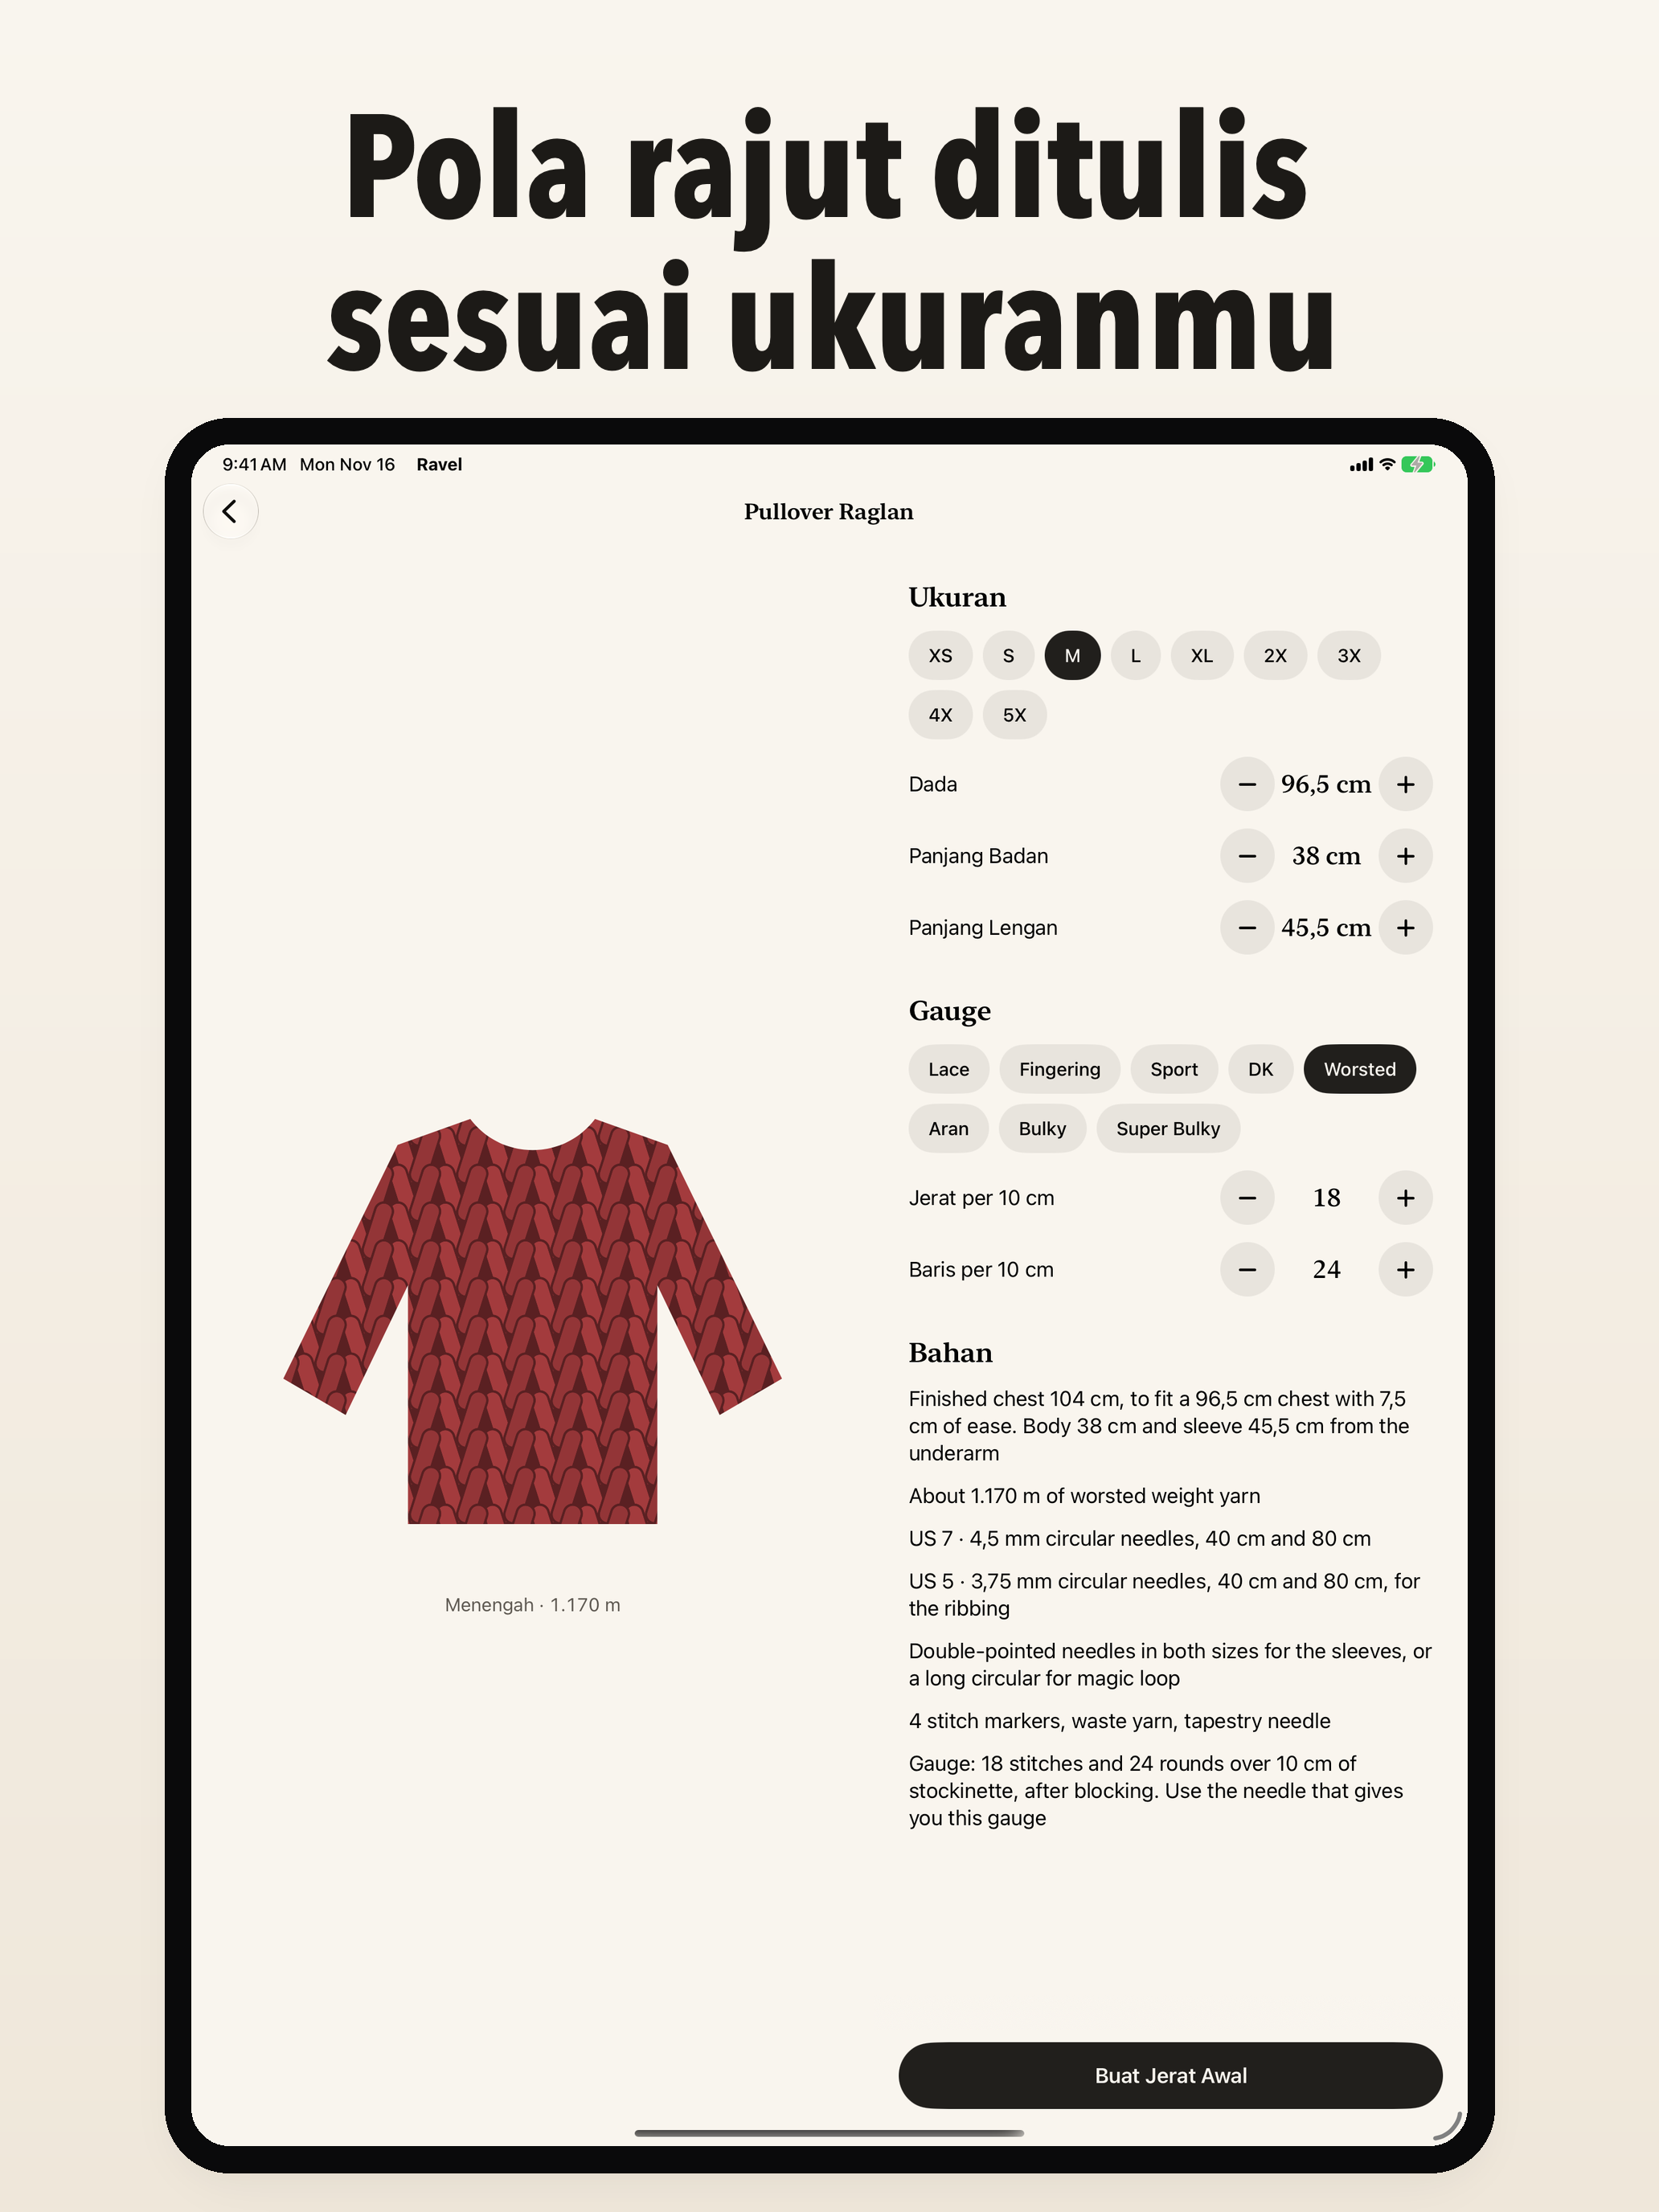 Pola rajut ditulis
sesuai ukuranmu
9:41 AM Mon Nov 16 Ravel
Pullover Raglan
Ukuran
XS S M L XL 2X 3X
4X 5X
Dada − 96,5 cm +
Panjang Badan − 38 cm +
Panjang Lengan − 45,5 cm +
Gauge
Lace Fingering Sport DK Worsted
Aran Bulky Super Bulky
Jerat per 10 cm − 18 +
Baris per 10 cm − 24 +
Bahan
Finished chest 104 cm, to fit a 96,5 cm chest with 7,5
cm of ease. Body 38 cm and sleeve 45,5 cm from the
underarm
About 1.170 m of worsted weight yarn
US 7 · 4,5 mm circular needles, 40 cm and 80 cm
US 5 · 3,75 mm circular needles, 40 cm and 80 cm, for
the ribbing
Double-pointed needles in both sizes for the sleeves, or
a long circular for magic loop
4 stitch markers, waste yarn, tapestry needle
Gauge: 18 stitches and 24 rounds over 10 cm of
stockinette, after blocking. Use the needle that gives
you this gauge
Menengah · 1.170 m
Buat Jerat Awal